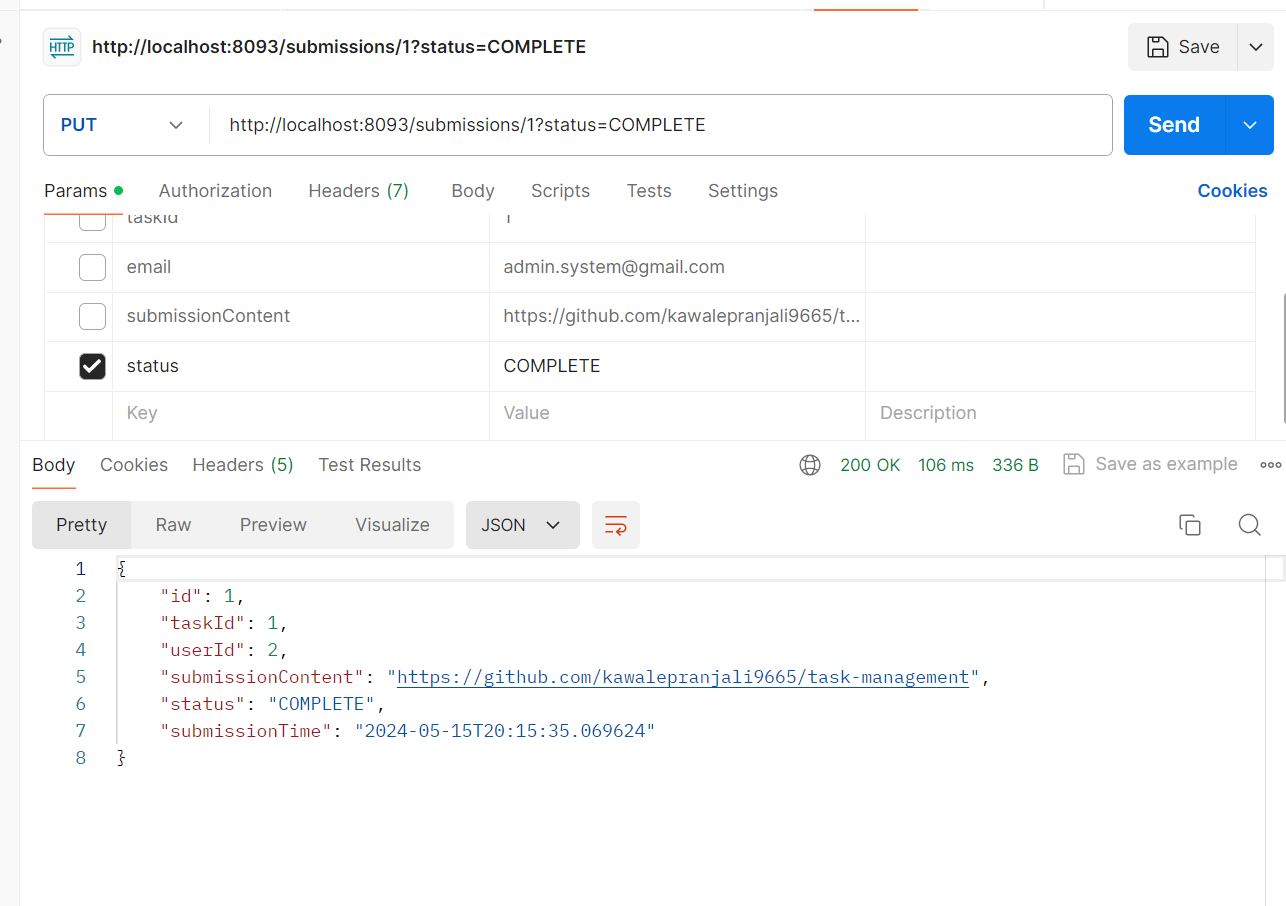 HTTP http://localhost:8093/submissions/1?status=COMPLETE Save
PUT http://localhost:8093/submissions/1?status=COMPLETE Send
Params Authorization Headers (7) Body Scripts Tests Settings Cookies
taskId 1
email admin.system@gmail.com
submissionContent https://github.com/kawalepranjali9665/t...
status COMPLETE
Key Value Description
Body Cookies Headers (5) Test Results 200 OK 106 ms 336 B Save as example
Pretty Raw Preview Visualize JSON
1 {
2 "id": 1,
3 "taskId": 1,
4 "userId": 2,
5 "submissionContent": "https://github.com/kawalepranjali9665/task-management",
6 "status": "COMPLETE",
7 "submissionTime": "2024-05-15T20:15:35.069624"
8 }